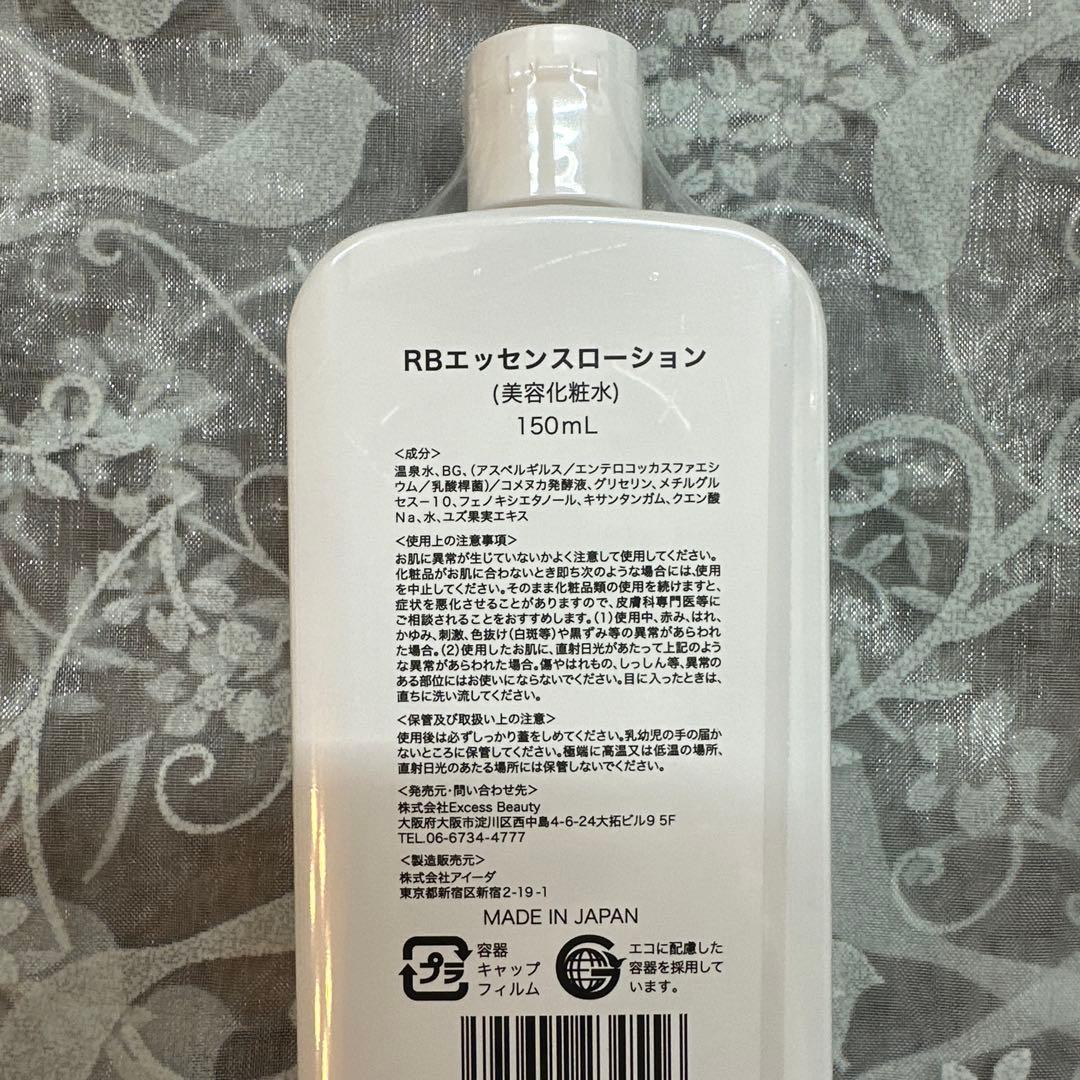 RBエッセンスローション
(美容化粧水)
150mL
<成分>
温泉水、BG、(アスペルギルス/エンテロコッカスファエシ
ウム/乳酸桿菌)/コメヌカ発酵液、グリセリン、メチルグル
セス-10、フェノキシエタノール、キサンタンガム、クエン酸
Na、水、ユズ果実エキス
<使用上の注意事項>
お肌に異常が生じていないかよく注意して使用してください。
化粧品がお肌に合わないとき即ち次のような場合には、使用
を中止してください。そのまま化粧品類の使用を続けますと、
症状を悪化させることがありますので、皮膚科専門医等に
ご相談されることをおすすめします。(1)使用中、赤み、はれ、
かゆみ、刺激、色抜け(白斑等)や黒ずみ等の異常があらわれ
た場合。(2)使用したお肌に、直射日光があたって上記のよう
な異常があらわれた場合。傷やはれもの、しっしん等、異常の
ある部位にはお使いにならないでください。目に入ったときは、
直ちに洗い流してください。
<保管及び取扱い上の注意>
使用後は必ずしっかり蓋をしめてください。乳幼児の手の届か
ないところに保管してください。極端に高温又は低温の場所、
直射日光のあたる場所には保管しないでください。
<発売元・問い合わせ先>
株式会社Excess Beauty
大阪府大阪市淀川区西中島4-6-24大拓ビル9 5F
TEL.06-6734-4777
<製造販売元>
株式会社アイーダ
東京都新宿区新宿2-19-1
MADE IN JAPAN
プラ
容器
キャップ
フィルム
エコに配慮した
容器を採用して
います。